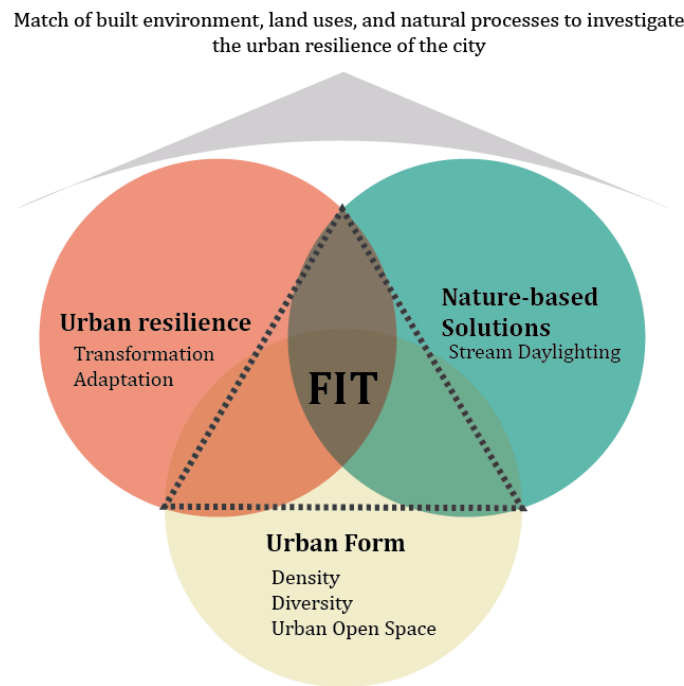 Match of built environment, land uses, and natural processes to investigate
the urban resilience of the city
Urban resilience
Transformation
Adaptation
Nature-based
Solutions
Stream Daylighting
FIT
Urban Form
Density
Diversity
Urban Open Space